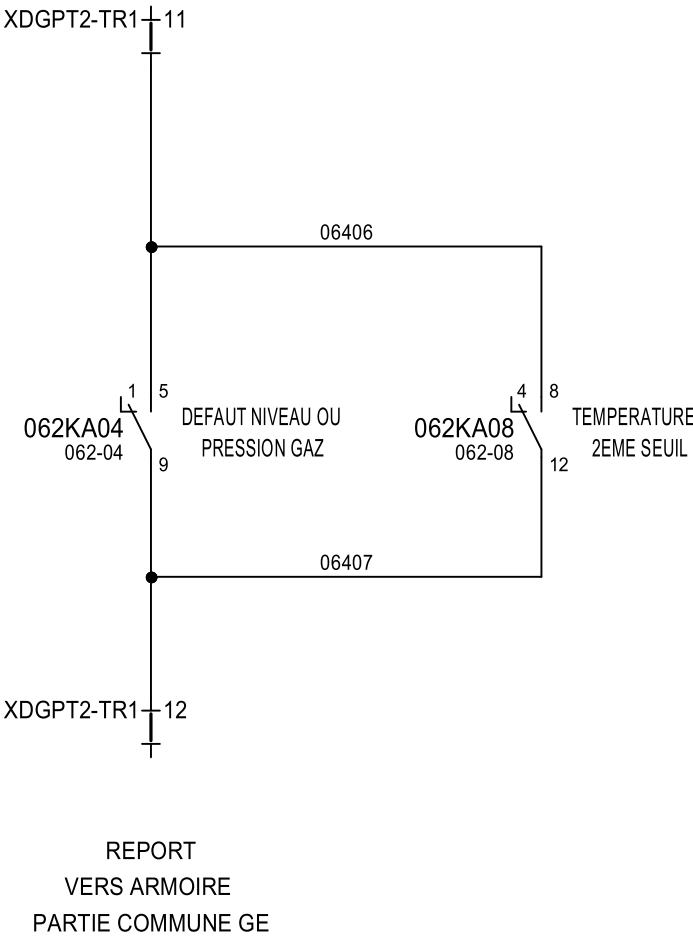 XDGPT2-TR1 11
06406
1 5
4 8
062KA04
062-04
DEFAUT NIVEAU OU
PRESSION GAZ
062KA08
062-08
TEMPERATURE
2EME SEUIL
9
12
06407
XDGPT2-TR1 12
REPORT
VERS ARMOIRE
PARTIE COMMUNE GE